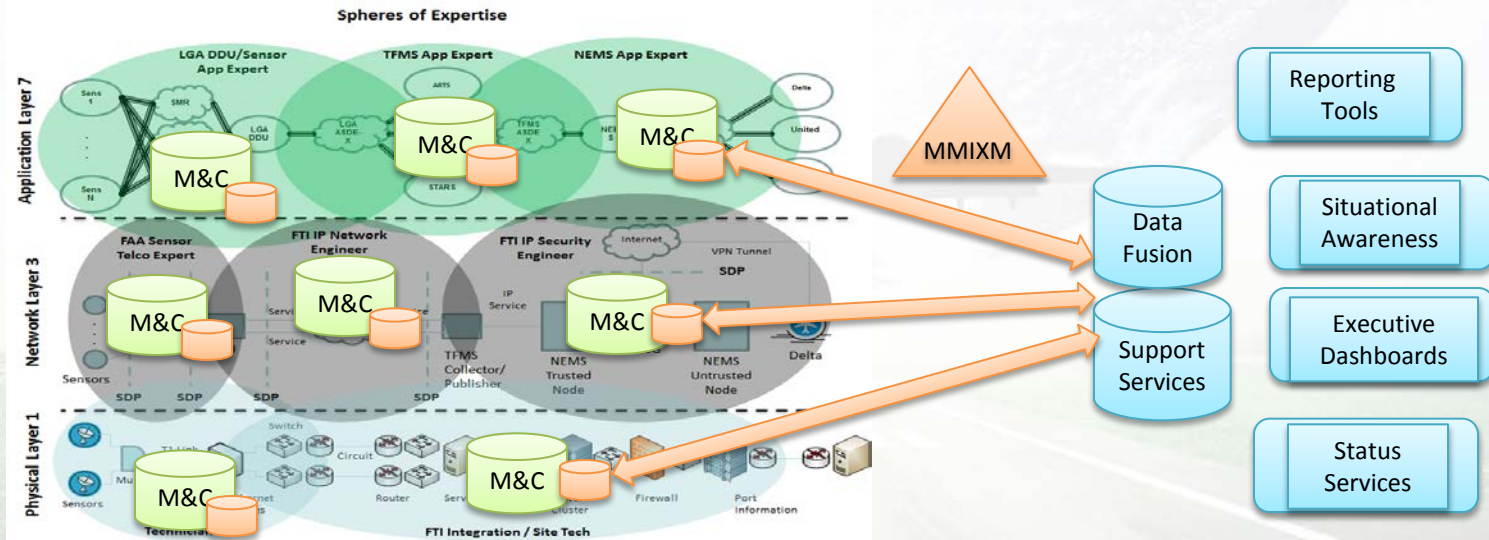 Spheres of Expertise
Application Layer 7
LGA DDU/Sensor
App Expert
TFMS App Expert
NEMS App Expert
Sens
1
SMR
Sens
N
LGA
DDU
LGA
ASDE-
X
ARTS
STARS
TFMS
ASDE
X
Delta
United
M&C
M&C
M&C
Network Layer 3
FAA Sensor
Telco Expert
FTI IP Network
Engineer
FTI IP Security
Engineer
Internet
VPN Tunnel
SDP
IP
Service
Service
M&C
M&C
M&C
Sensors
TFMS
Collector/
Publisher
NEMS
Trusted
Node
NEMS
Untrusted
Node
Delta
SDP
SDP
SDP
SDP
Physical Layer 1
Switch
Circuit
Sensors
Router
Cluster
Firewall
Port
Information
M&C
M&C
FTI Integration / Site Tech
MMIXM
Data
Fusion
Support
Services
Reporting
Tools
Situational
Awareness
Executive
Dashboards
Status
Services